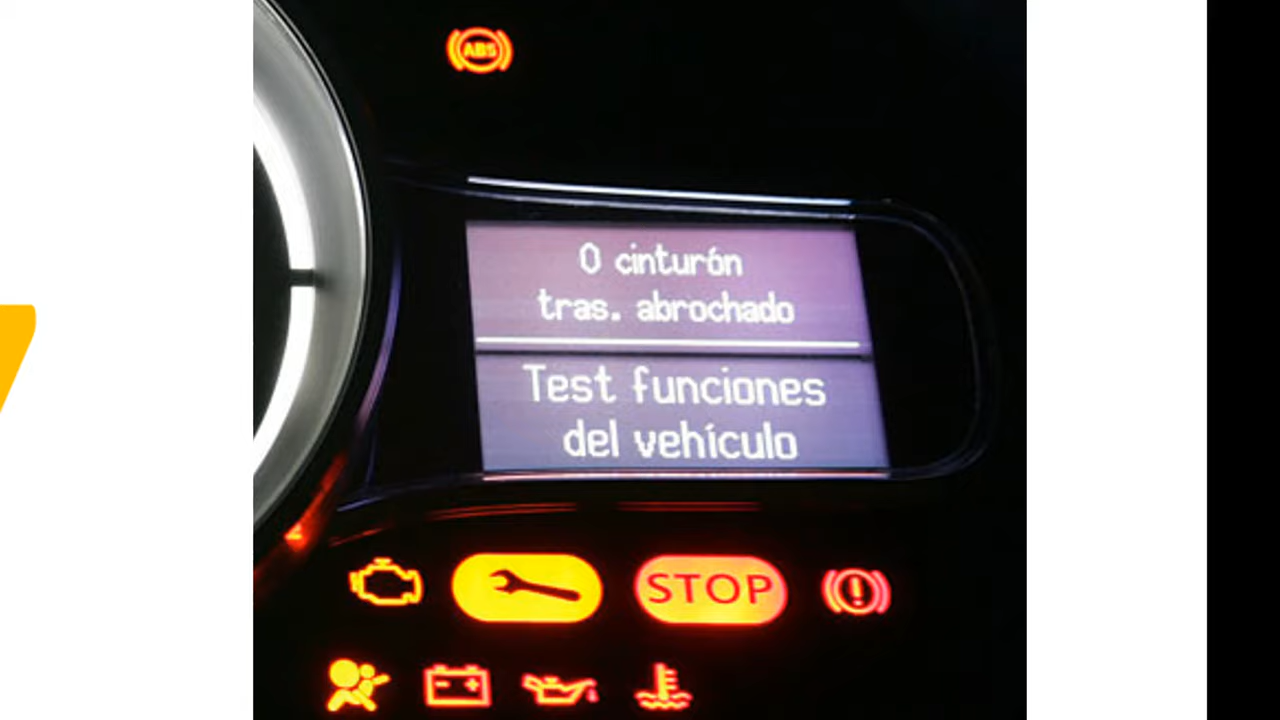 ABS
0 cinturón
tras. abrochado
Test funciones
del vehículo
STOP